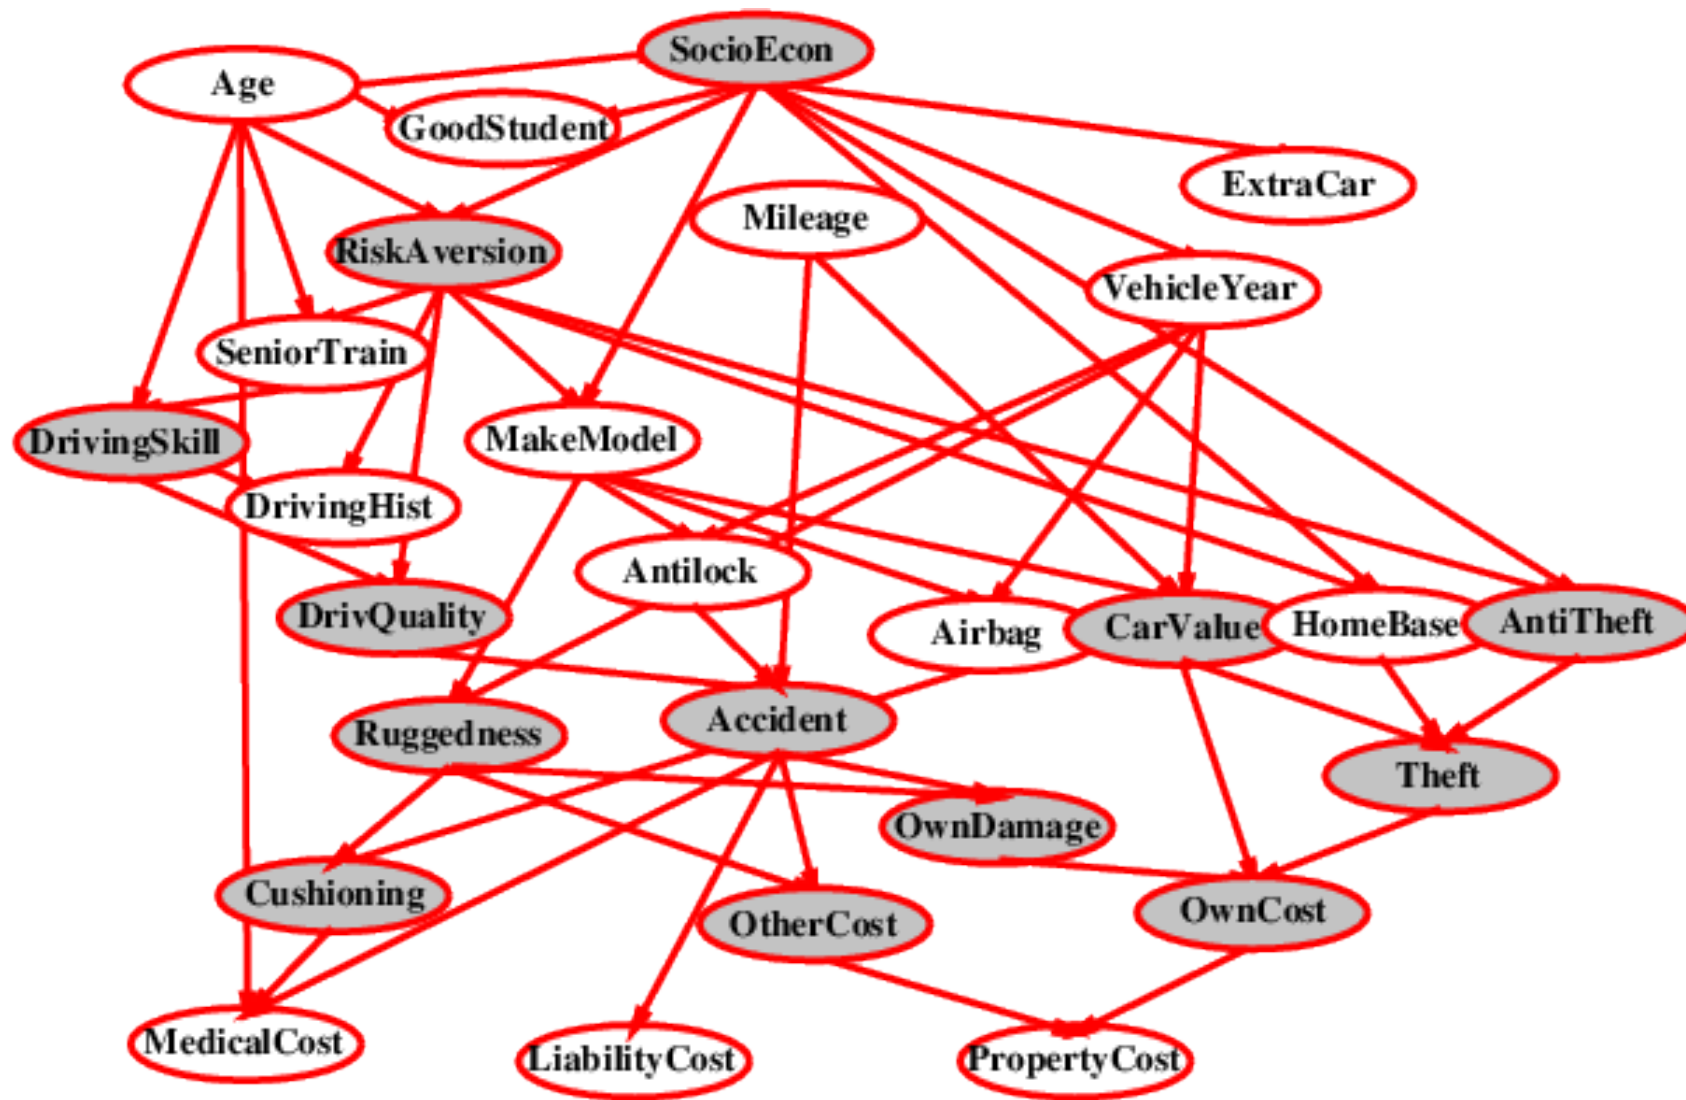 SocioEcon
Age
GoodStudent
ExtraCar
Mileage
RiskAversion
VehicleYear
SeniorTrain
DrivingSkill
MakeModel
DrivingHist
Antilock
DrivQuality
Airbag
CarValue
HomeBase
AntiTheft
Ruggedness
Accident
Theft
OwnDamage
Cushioning
OtherCost
OwnCost
MedicalCost
LiabilityCost
PropertyCost